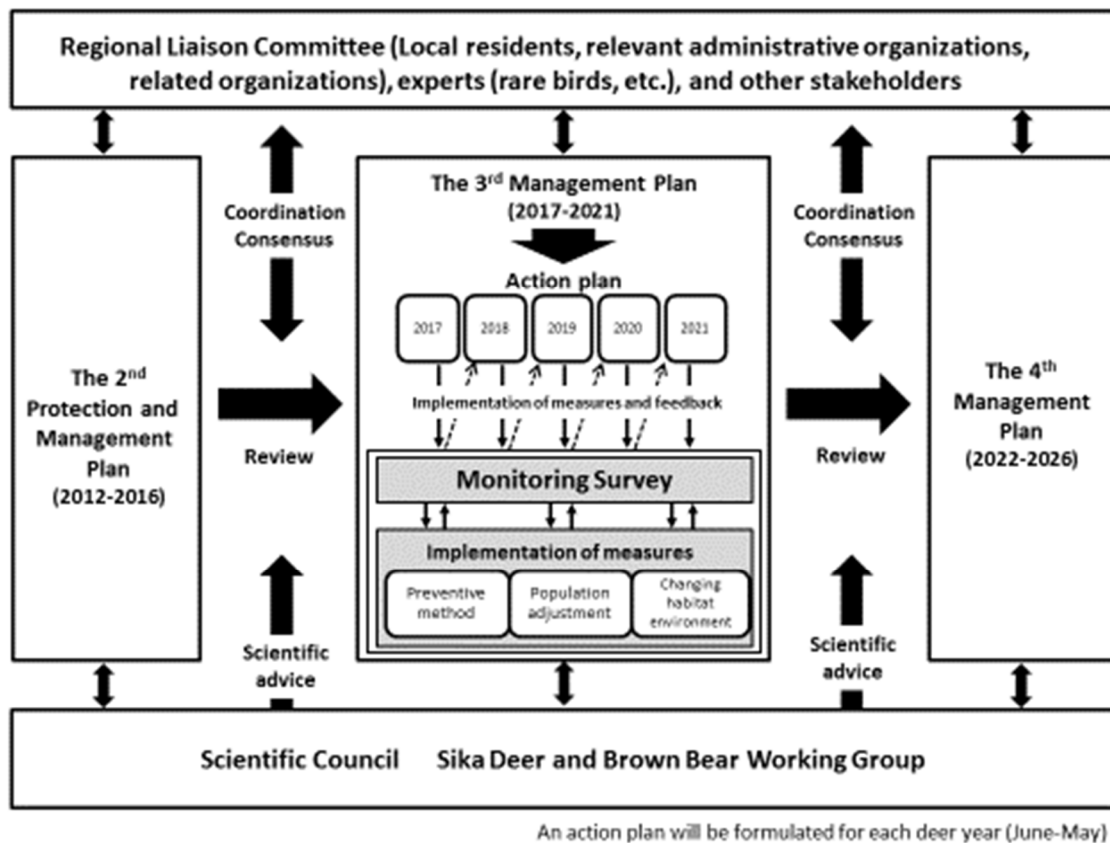 Regional Liaison Committee (Local residents, relevant administrative organizations,
related organizations), experts (rare birds, etc.), and other stakeholders
The 2nd
Protection and
Management
Plan
(2012-2016)
Coordination
Consensus
Review
Scientific
advice
The 3rd Management Plan
(2017-2021)
Action plan
2017
2018
2019
2020
2021
Implementation of measures and feedback
Monitoring Survey
Implementation of measures
Preventive
method
Population
adjustment
Changing
habitat
environment
Coordination
Consensus
Review
Scientific
advice
The 4th
Management
Plan
(2022-2026)
Scientific Council Sika Deer and Brown Bear Working Group
An action plan will be formulated for each deer year (June-May)